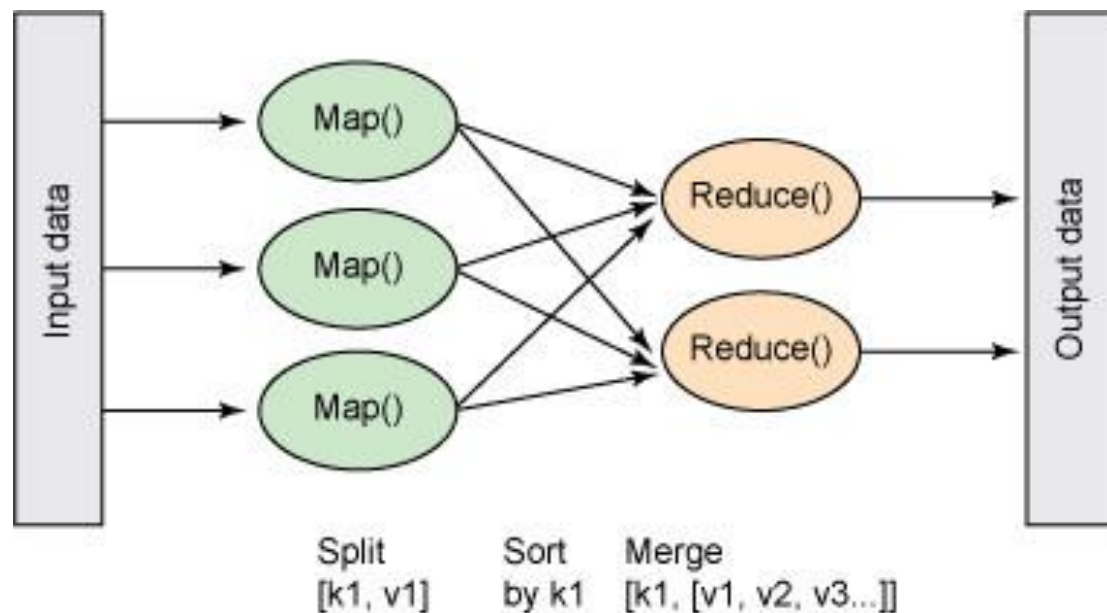 Input data
Map()
Map()
Map()
Reduce()
Reduce()
Output data
Split
[k1, v1]
Sort
by k1
Merge
[k1, [v1, v2, v3...]]